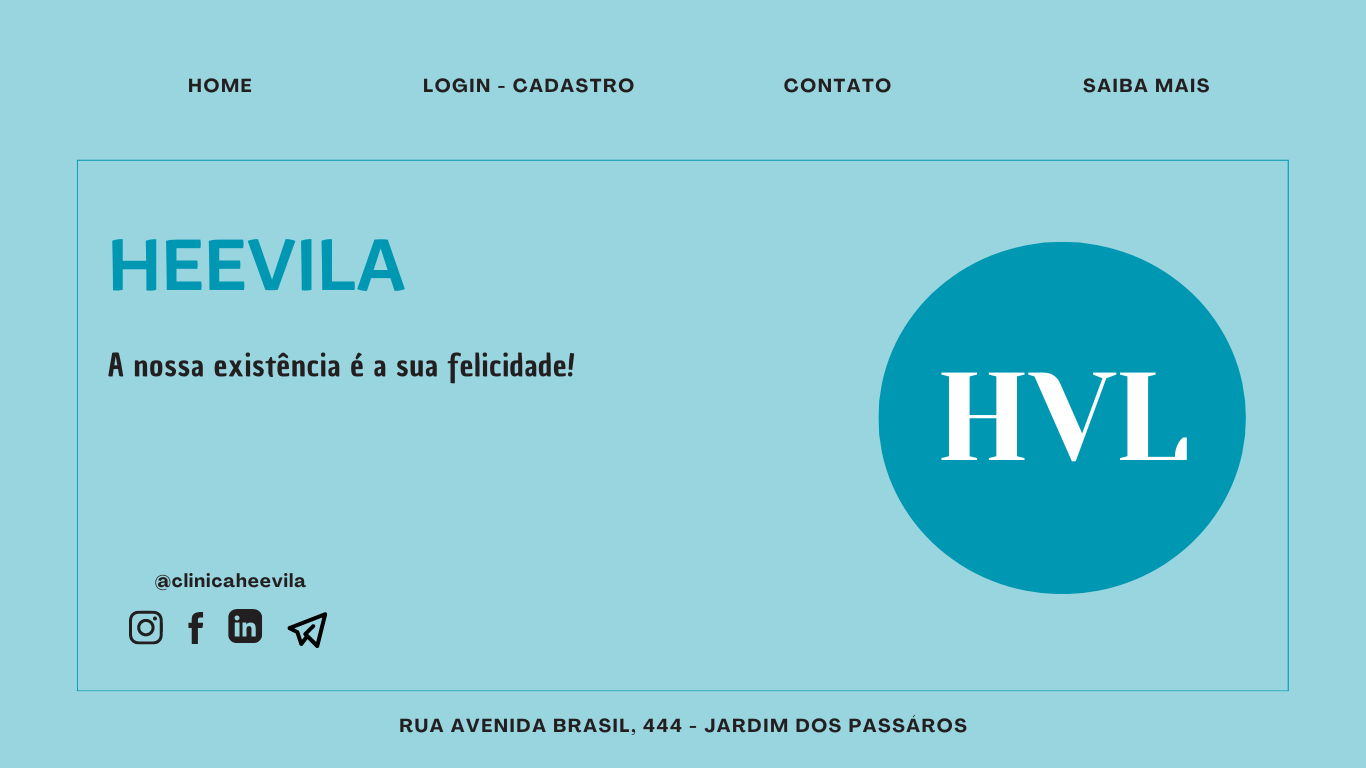 HOME
LOGIN - CADASTRO
CONTATO
SAIBA MAIS
HEEVILA
A nossa existência é a sua felicidade!
HVL
@clinicaheevila
RUA AVENIDA BRASIL, 444 - JARDIM DOS PASSÁROS